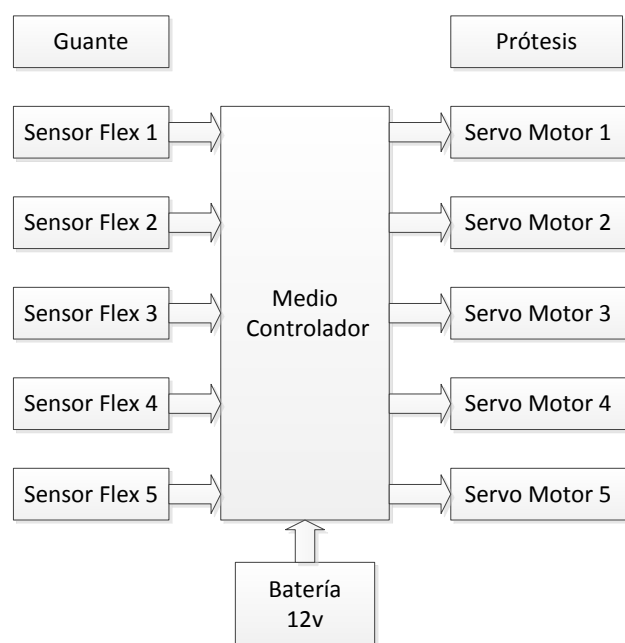 Guante
Prótesis
Sensor Flex 1
Servo Motor 1
Sensor Flex 2
Servo Motor 2
Sensor Flex 3
Medio
Controlador
Servo Motor 3
Sensor Flex 4
Servo Motor 4
Sensor Flex 5
Servo Motor 5
Batería
12v